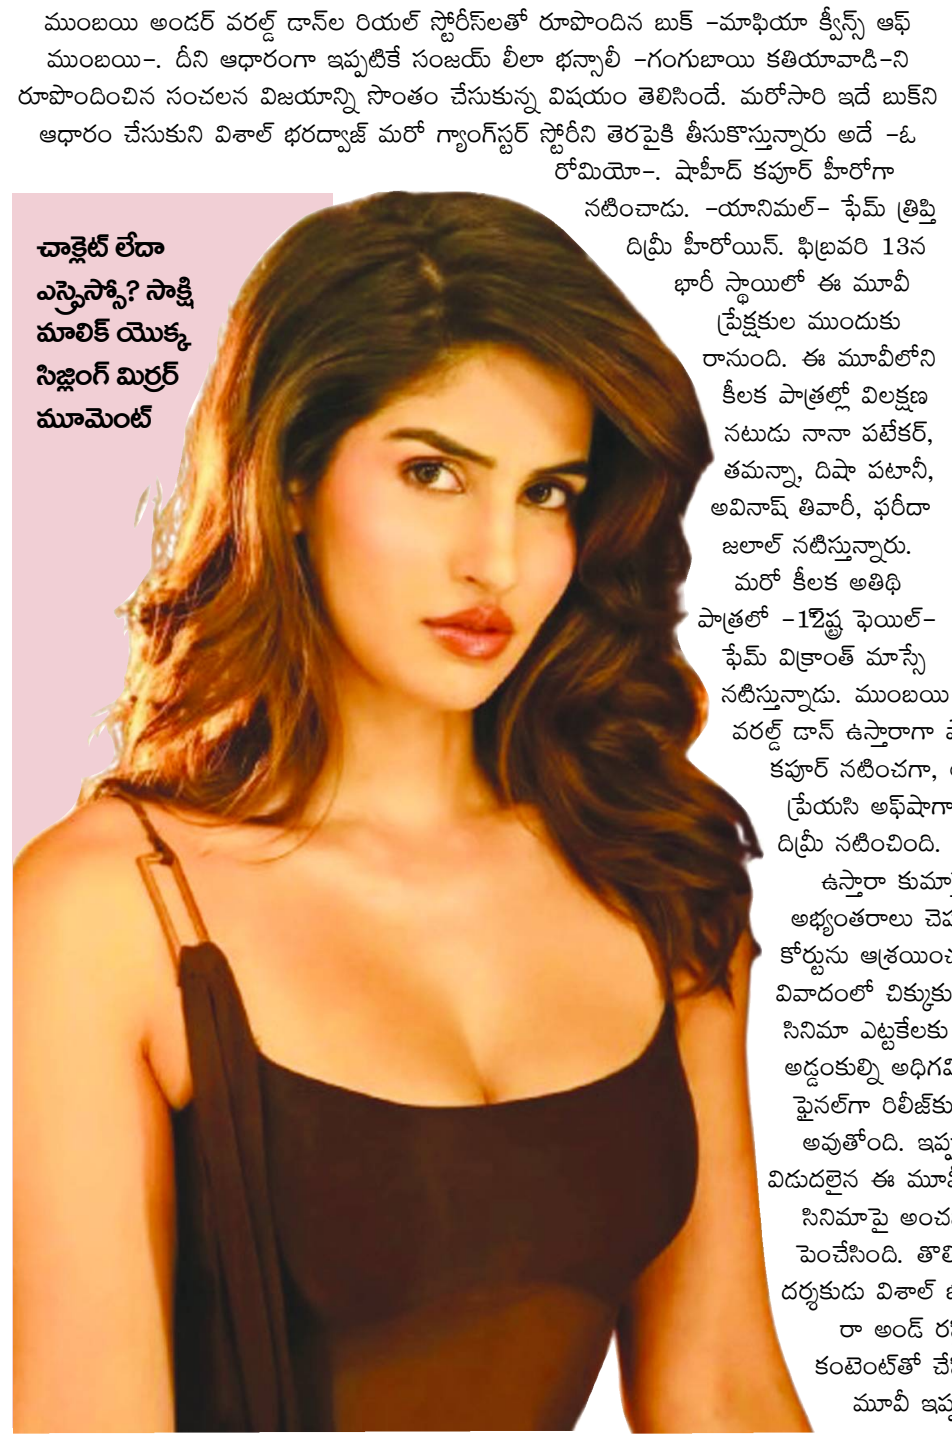 ముంబయి అండర్ వరల్డ్ డాన్‌ల రియల్ స్టోరీస్‌లతో రూపొందిన బుక్ -మాఫియా క్వీన్స్ ఆఫ్
ముంబయి-. దీని ఆధారంగా ఇప్పటికే సంజయ్ లీలా భన్సాలీ -గంగుబాయి కతియావాడి-ని
రూపొందించిన సంచలన విజయాన్ని సొంతం చేసుకున్న విషయం తెలిసిందే. మరోసారి ఇదే బుక్‌ని
ఆధారం చేసుకుని విశాల్ భరద్వాజ్ మరో గ్యాంగ్‌స్టర్ స్టోరీని తెరపైకి తీసుకొస్తున్నారు అదే -ఓ
రోమియో-. షాహీద్ కపూర్ హీరోగా
నటించాడు. -యానిమల్- ఫేమ్ త్రిప్తి
దిమ్రీ హీరోయిన్. ఫిబ్రవరి 13న
భారీ స్థాయిలో ఈ మూవీ
ప్రేక్షకుల ముందుకు
రానుంది. ఈ మూవీలోని
కీలక పాత్రల్లో విలక్షణ
నటుడు నానా పటేకర్,
తమన్నా, దిషా పటానీ,
అవినాష్ తివారీ, ఫరీదా
జలాల్ నటిస్తున్నారు.
మరో కీలక అతిథి
పాత్రలో ఫెయిల్-
ఫేమ్ విక్రాంత్ మాస్సే
నటిస్తున్నాడు. ముంబయి
వరల్డ్ డాన్ ఉస్తారాగా
కపూర్ నటించగా,
ప్రేయసి అఫ్‌షాగా
దిమ్రీ నటించింది.
ఉస్తారా
అభ్యంతరాలు
కోర్టును
వివాదంలో
సినిమా ఎట్టకేలకు
అడ్డంకుల్ని
ఫైనల్‌గా
అవుతోంది.
విడుదలైన ఈ
సినిమాపై
పెంచేసింది.
దర్శకుడు విశాల్
రా అండ్
కంటెంట్‌తో
మూవీ
చాక్లెట్ లేదా
ఎస్ప్రెస్సో? సాక్షి
మాలిక్ యొక్క
సిజ్లింగ్ మిర్రర్
మూమెంట్